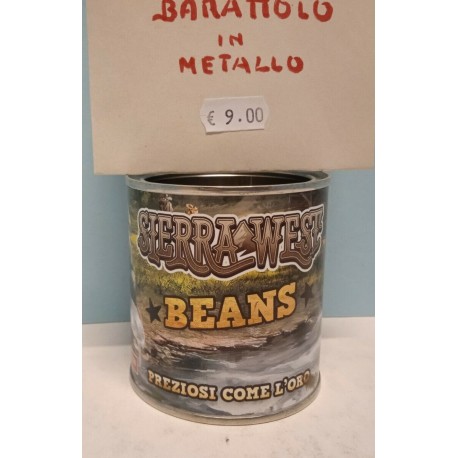 BARATTOLO
IN
METALLO
€ 9.00
SIERRA WEST
BEANS
PREZIOSI COME L'ORO